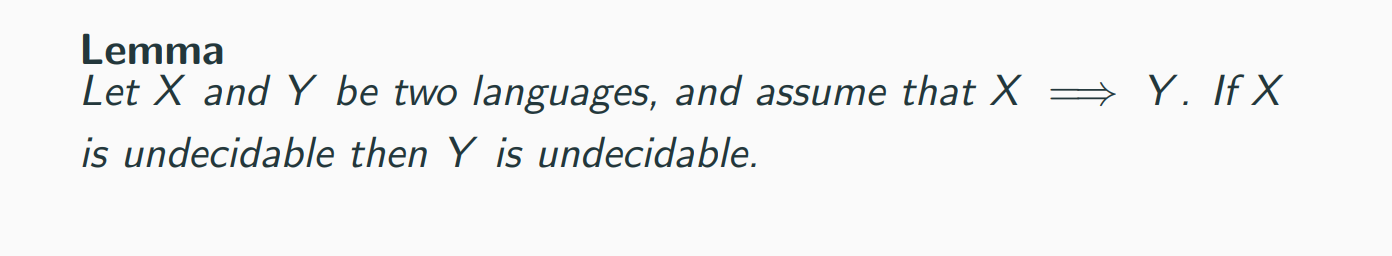 Lemma
Let X and Y be two languages, and assume that X ⟹ Y. If X
is undecidable then Y is undecidable.